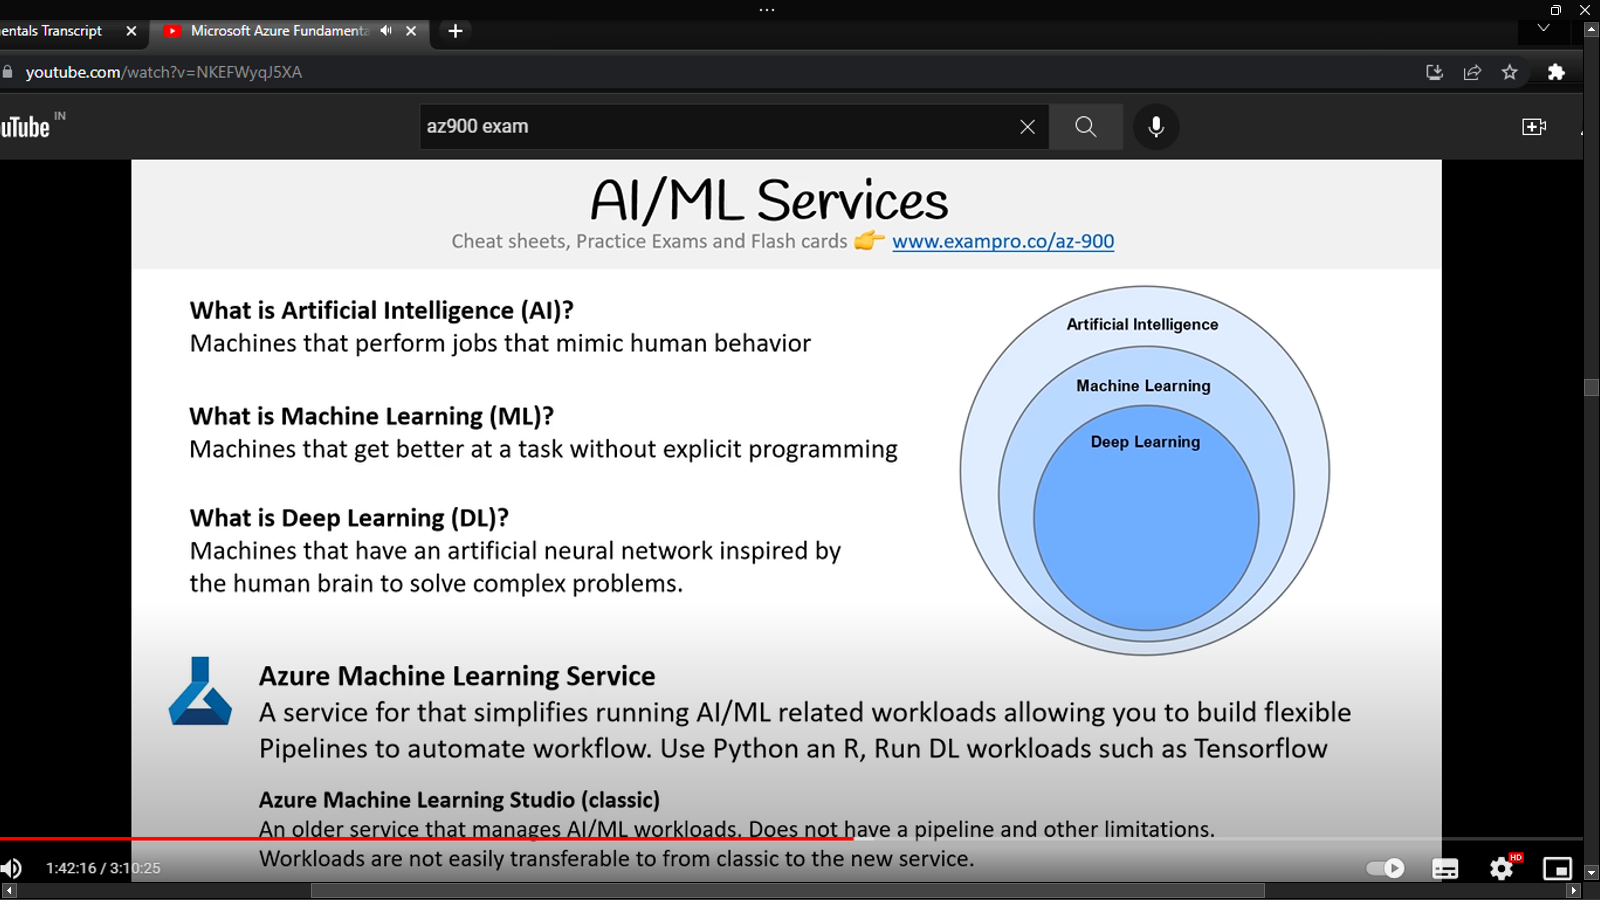 entals Transcript
Microsoft Azure Fundamenta
youtube.com/watch?v=NKEFWyqJ5XA
ouTube IN
az900 exam
AI/ML Services
Cheat sheets, Practice Exams and Flash cards 👉 www.exampro.co/az-900
What is Artificial Intelligence (AI)?
Machines that perform jobs that mimic human behavior
What is Machine Learning (ML)?
Machines that get better at a task without explicit programming
What is Deep Learning (DL)?
Machines that have an artificial neural network inspired by
the human brain to solve complex problems.
Artificial Intelligence
Machine Learning
Deep Learning
Azure Machine Learning Service
A service for that simplifies running AI/ML related workloads allowing you to build flexible
Pipelines to automate workflow. Use Python an R, Run DL workloads such as Tensorflow
Azure Machine Learning Studio (classic)
An older service that manages AI/ML workloads. Does not have a pipeline and other limitations.
Workloads are not easily transferable to from classic to the new service.
1:42:16 / 3:10:25
HD